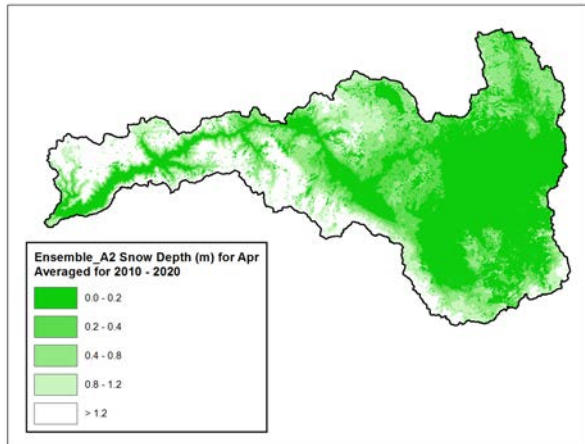 Ensemble_A2 Snow Depth (m) for Apr
Averaged for 2010 - 2020
0.0 - 0.2
0.2 - 0.4
0.4 - 0.8
0.8 - 1.2
> 1.2